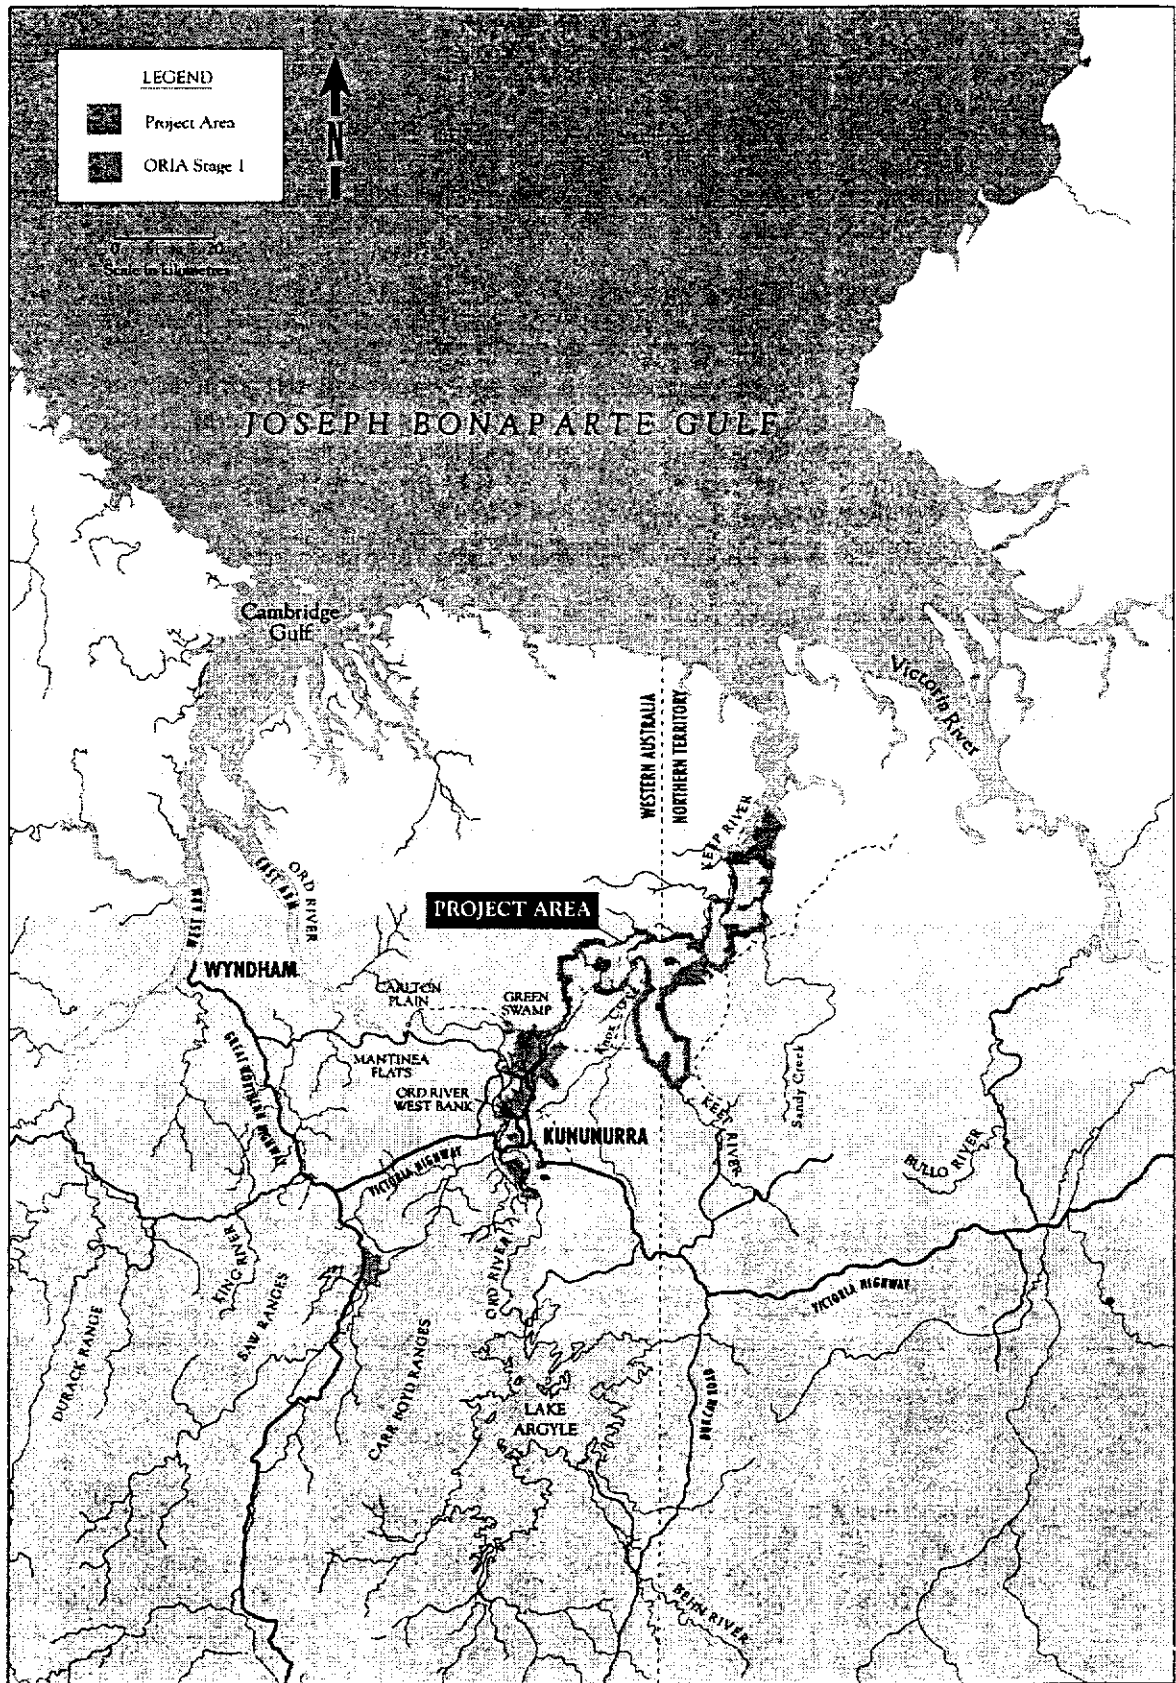 LEGEND
Project Area
ORIA Stage 1
N
0 20
Scale in kilometres
JOSEPH BONAPARTE GULF
Cambridge
Gulf
Victoria River
WESTERN AUSTRALIA
NORTHERN TERRITORY
KEEP RIVER
WEST ARM
EAST ARM
ORD RIVER
PROJECT AREA
WYNDHAM
CARLTON
PLAIN
GREEN
SWAMP
GREAT NORTHERN HIGHWAY
MANTINEA
FLATS
ORD RIVER
WEST BANK
Sandy Creek
KUNUNURRA
KEEP RIVER
VICTORIA HIGHWAY
BULLO RIVER
KING RIVER
ORD RIVER
SAW RANGES
VICTORIA HIGHWAY
DURACK RANGE
CARR BOYD RANGES
DUNCAN ROAD
LAKE
ARGYLE
BEHN RIVER